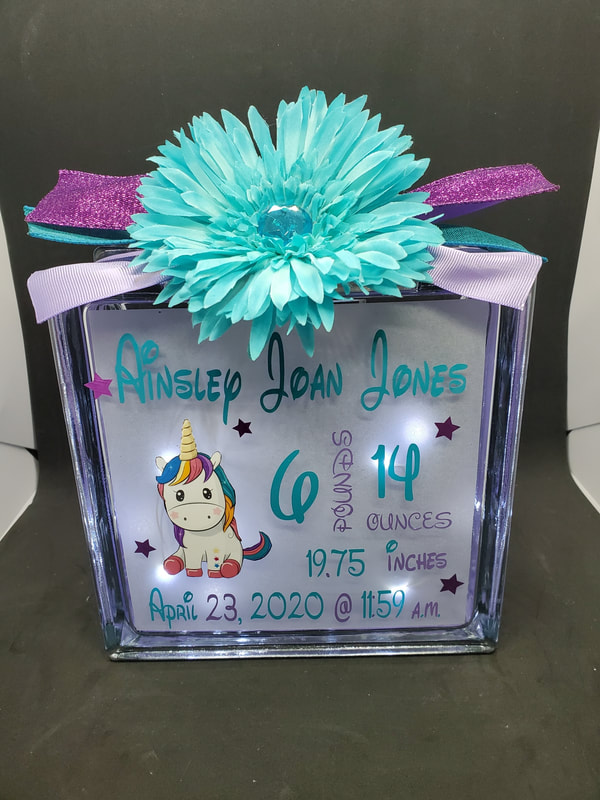 Ainsley Joan Jones
6 POUNDS 14 OUNCES
19.75 INCHES
April 23, 2020 @ 11:59 A.M.